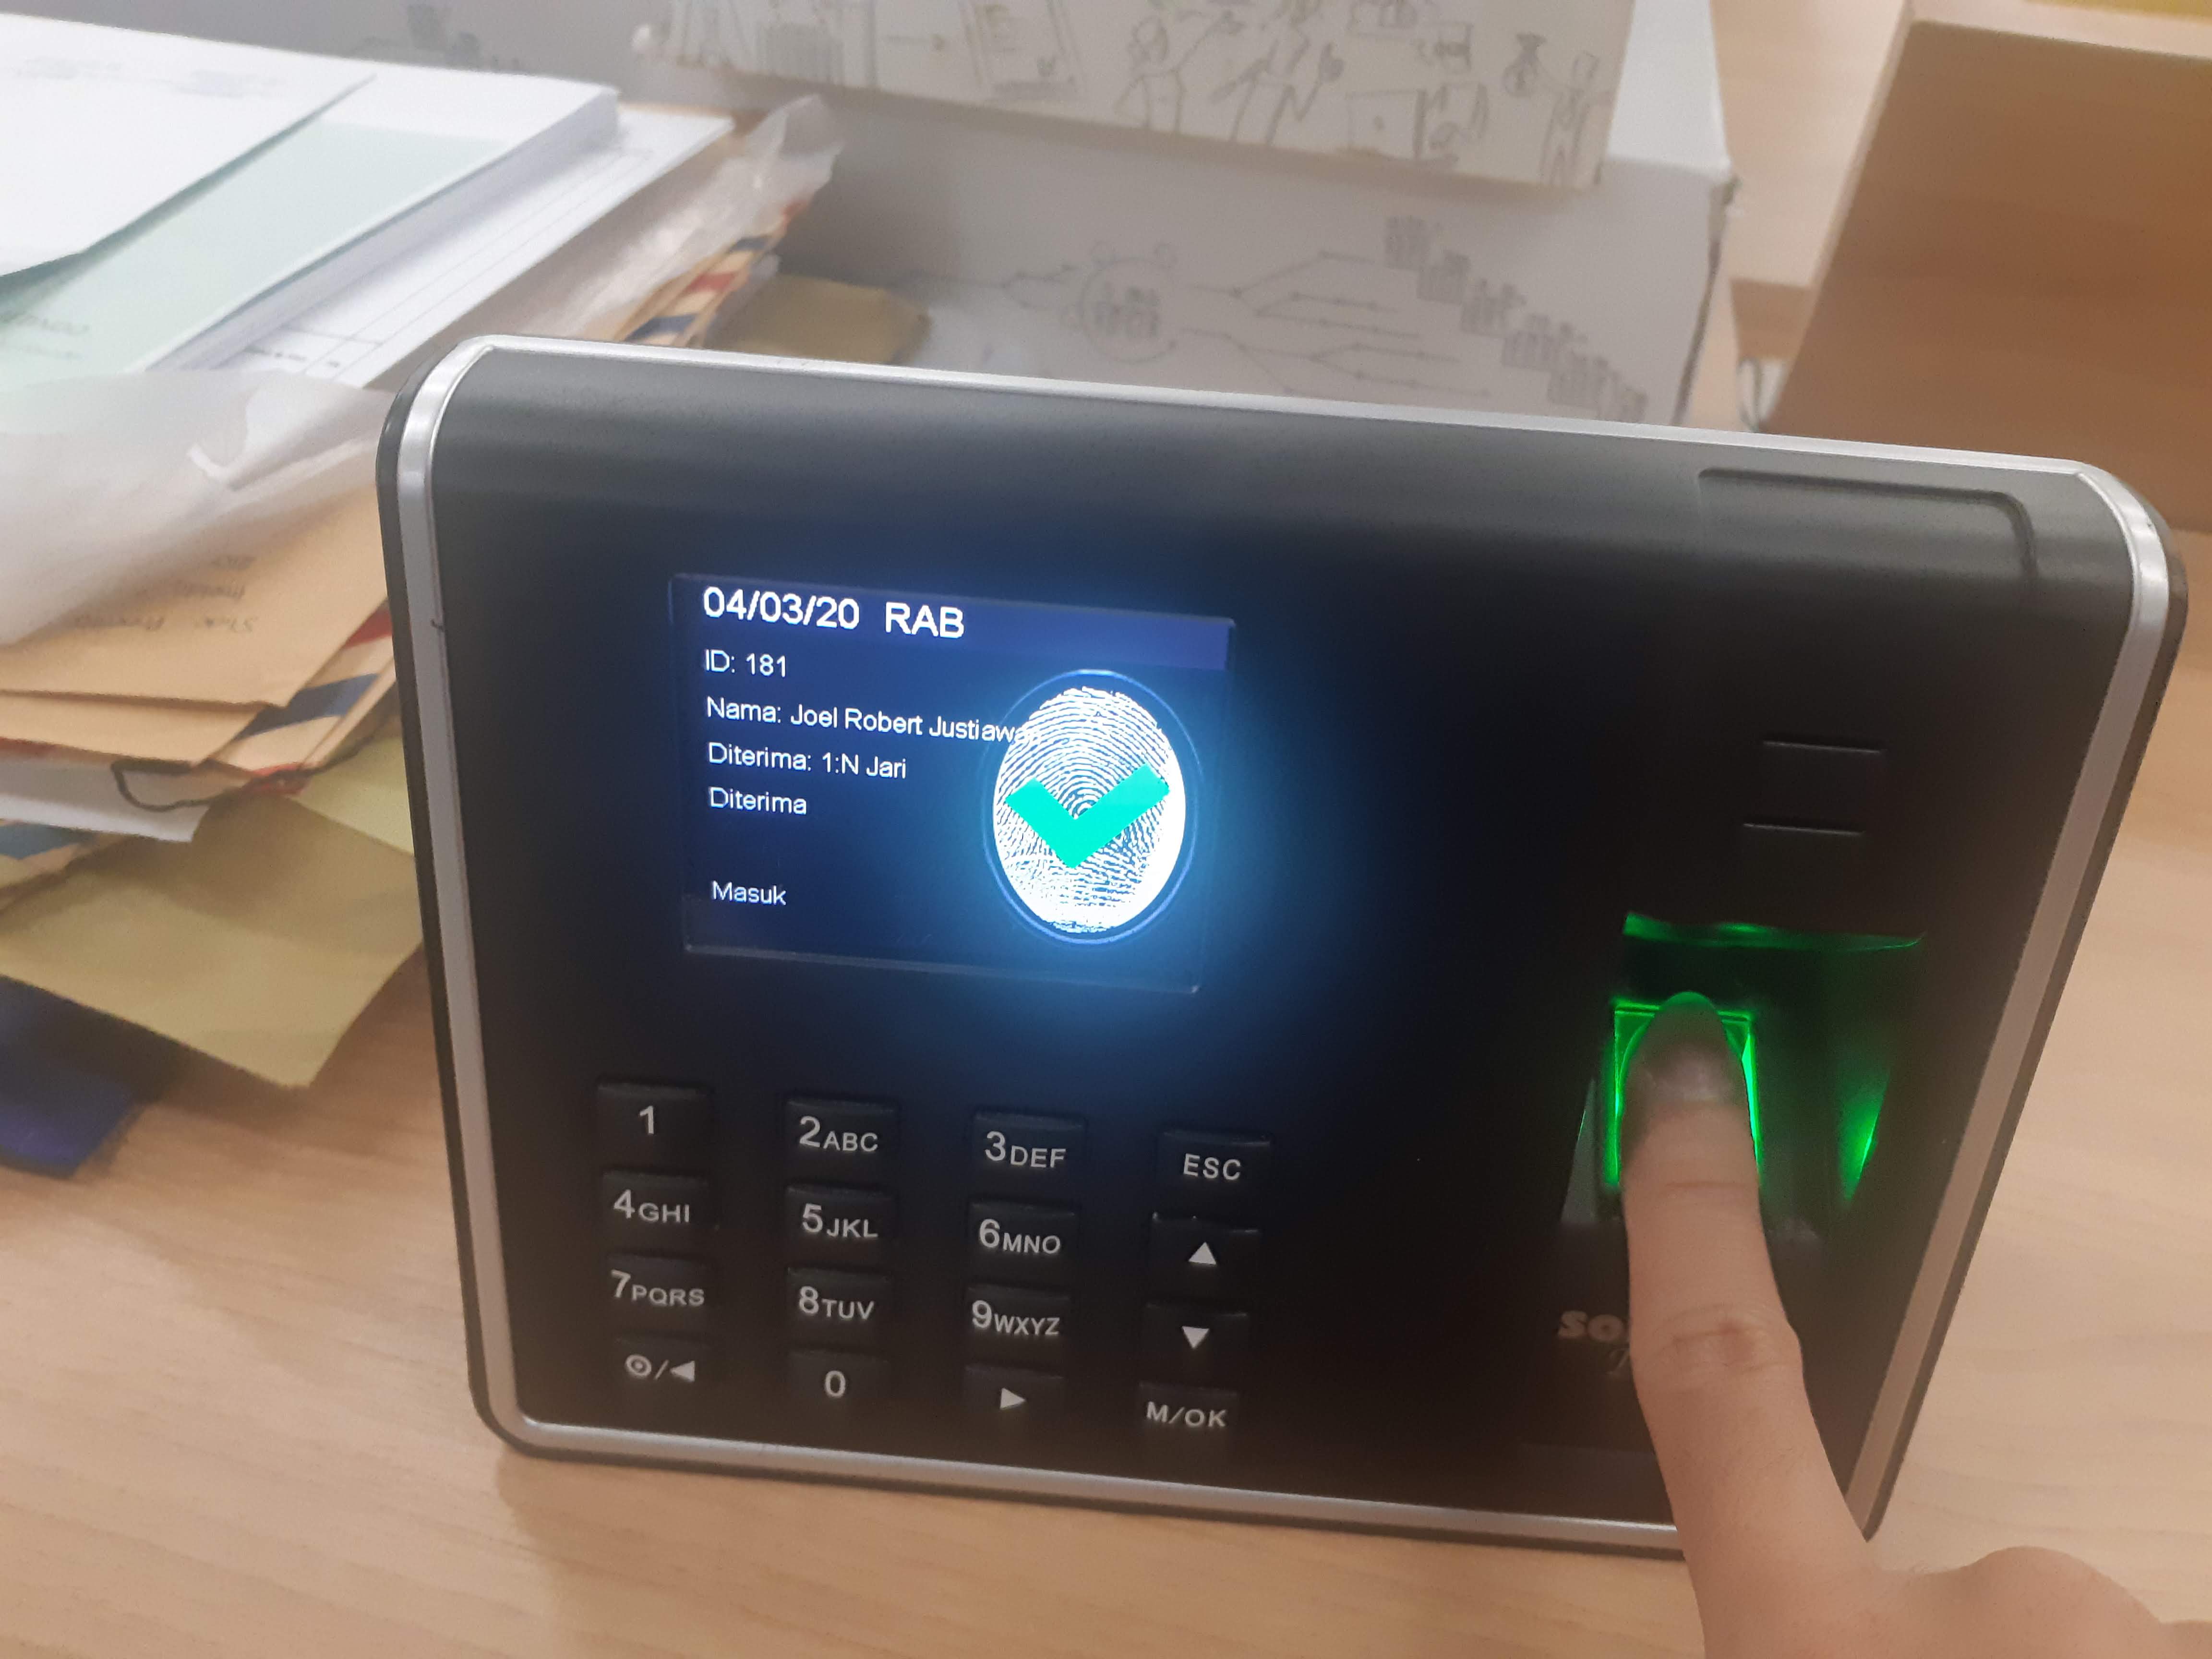 04/03/20 RAB
ID: 181
Nama: Joel Robert Justiawan
Diterima: 1:N Jari
Diterima
Masuk
1 2ABC 3DEF ESC
4GHI 5JKL 6MNO ▲
7PQRS 8TUV 9WXYZ ▼
◎/◀ 0 ▶ M/OK